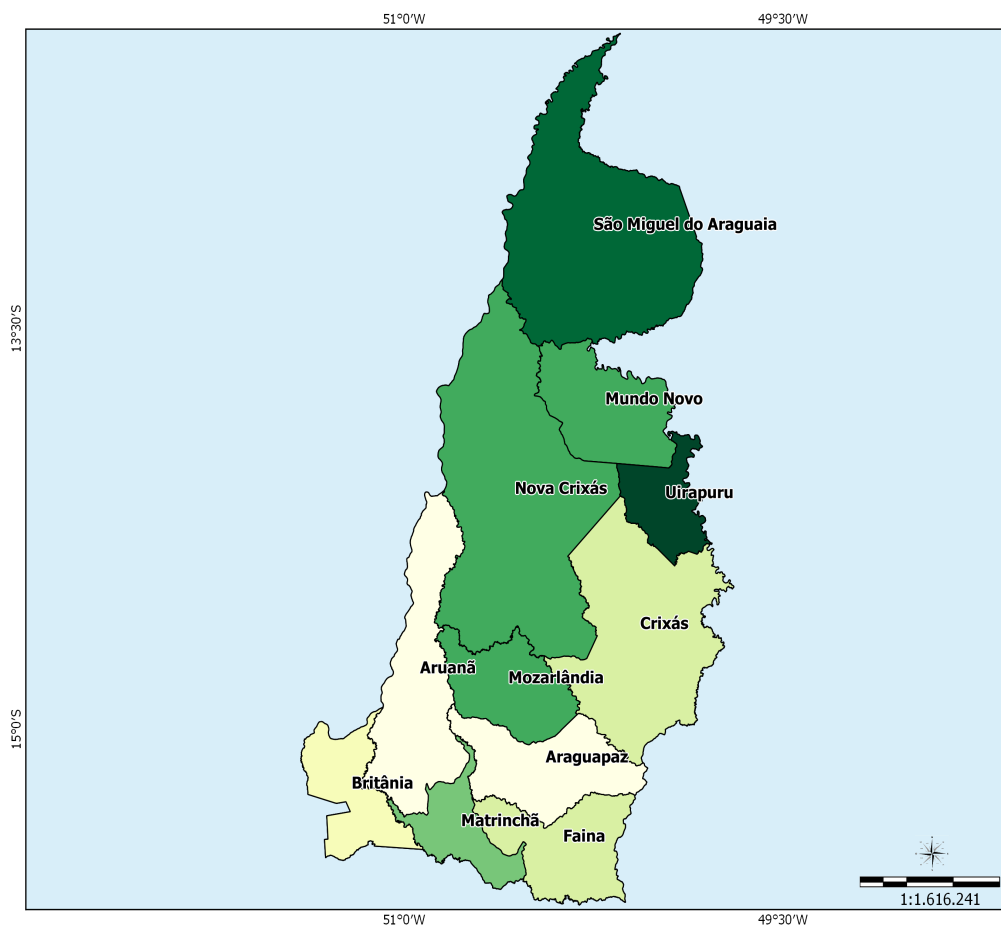 51°0'W 49°30'W
São Miguel do Araguaia
13°30'S
Mundo Novo
Nova Crixás
Uirapuru
Crixás
Aruanã
Mozarlândia
15°0'S
Araguapaz
Britânia
Matrinchã
Faina
1:1.616.241
51°0'W 49°30'W